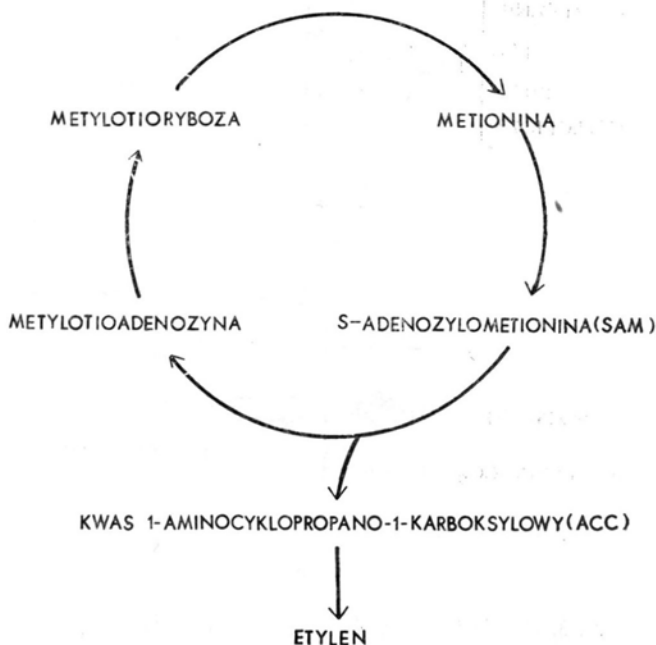 METYLOTIORYBOZA METIONINA
METYLOTIOADENOZYNA S-ADENOZYLOMETIONINA(SAM)
KWAS 1-AMINOCYKLOPROPANO-1-KARBOKSYLOWY(ACC)
ETYLEN